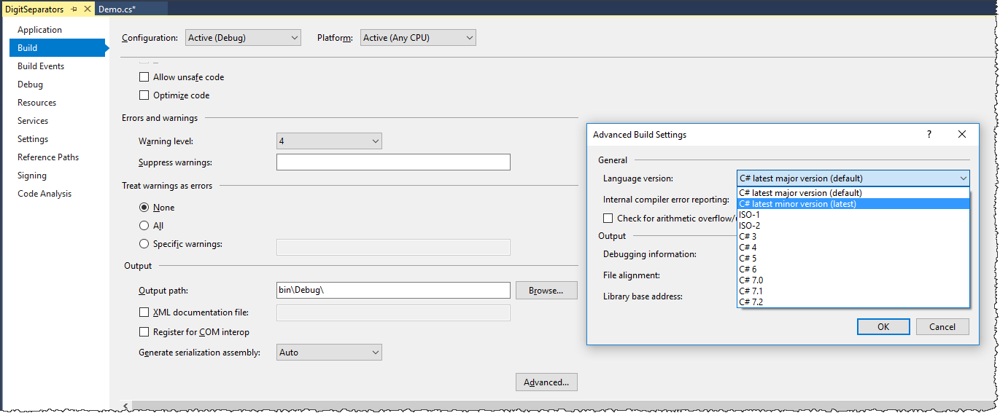 DigitSeparators
Demo.cs*
Application
Build
Build Events
Debug
Resources
Services
Settings
Reference Paths
Signing
Code Analysis
Configuration: Active (Debug) Platform: Active (Any CPU)
Allow unsafe code
Optimize code
Errors and warnings
Warning level: 4
Suppress warnings:
Treat warnings as errors
None
All
Specific warnings:
Output
Output path: bin\Debug\ Browse...
XML documentation file:
Register for COM interop
Generate serialization assembly: Auto
Advanced...
Advanced Build Settings ?
General
Language version: C# latest major version (default)
C# latest major version (default)
C# latest minor version (latest)
ISO-1
ISO-2
C# 3
C# 4
C# 5
C# 6
C# 7.0
C# 7.1
C# 7.2
Internal compiler error reporting:
Check for arithmetic overflow/
Output
Debugging information:
File alignment:
Library base address:
OK Cancel